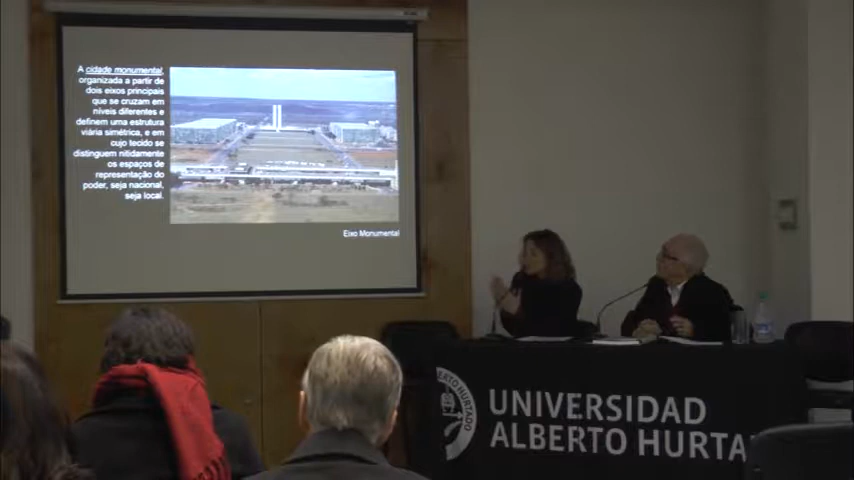 A cidade monumental,
organizada a partir de
dois eixos principais
que se cruzam em
níveis diferentes e
definem uma estrutura
viária simétrica, e em
cujo tecido se
distinguem nitidamente
os espaços de
representação do
poder, seja nacional,
seja local.
Eixo Monumental
UNIVERSIDAD
ALBERTO HURTA